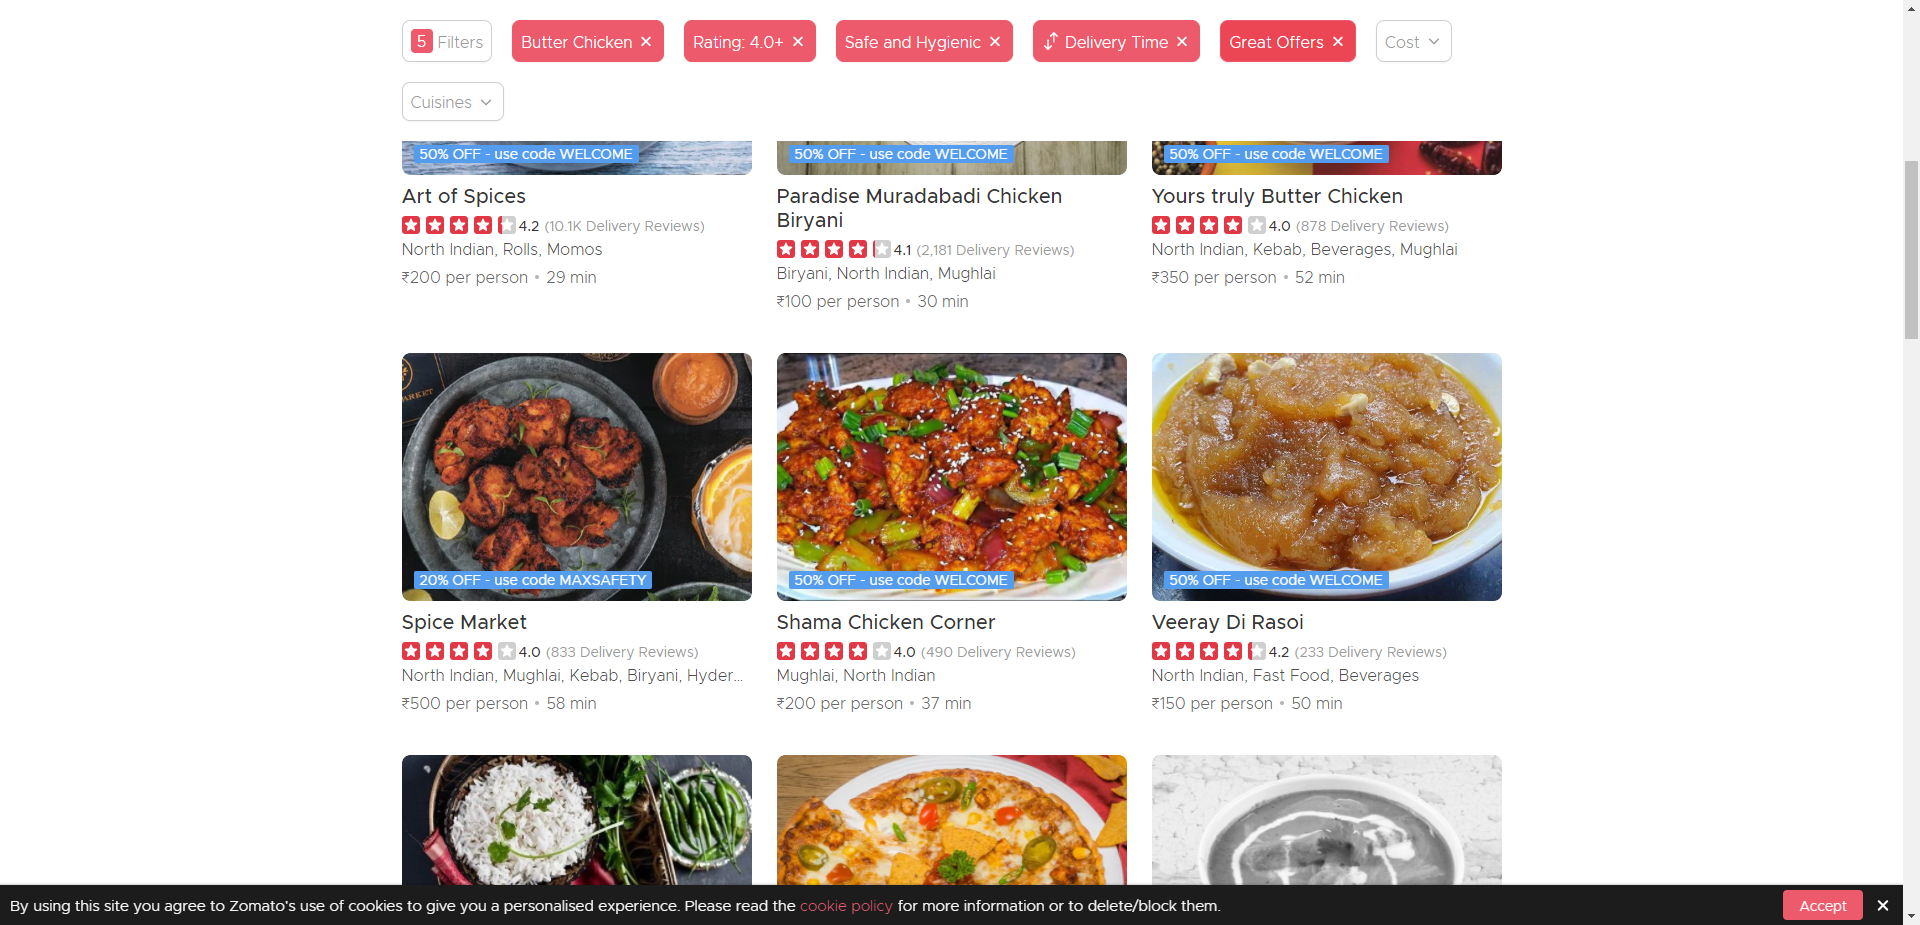 5 Filters
Butter Chicken ×
Rating: 4.0+ ×
Safe and Hygienic ×
Delivery Time ×
Great Offers ×
Cost
Cuisines
50% OFF - use code WELCOME
50% OFF - use code WELCOME
50% OFF - use code WELCOME
Art of Spices
4.2 (10.1K Delivery Reviews)
North Indian, Rolls, Momos
₹200 per person • 29 min
Paradise Muradabadi Chicken
Biryani
4.1 (2,181 Delivery Reviews)
Biryani, North Indian, Mughlai
₹100 per person • 30 min
Yours truly Butter Chicken
4.0 (878 Delivery Reviews)
North Indian, Kebab, Beverages, Mughlai
₹350 per person • 52 min
ARKET
20% OFF - use code MAXSAFETY
Spice Market
4.0 (833 Delivery Reviews)
North Indian, Mughlai, Kebab, Biryani, Hyder...
₹500 per person • 58 min
50% OFF - use code WELCOME
Shama Chicken Corner
4.0 (490 Delivery Reviews)
Mughlai, North Indian
₹200 per person • 37 min
50% OFF - use code WELCOME
Veeray Di Rasoi
4.2 (233 Delivery Reviews)
North Indian, Fast Food, Beverages
₹150 per person • 50 min
By using this site you agree to Zomato's use of cookies to give you a personalised experience. Please read the cookie policy for more information or to delete/block them.
Accept ×